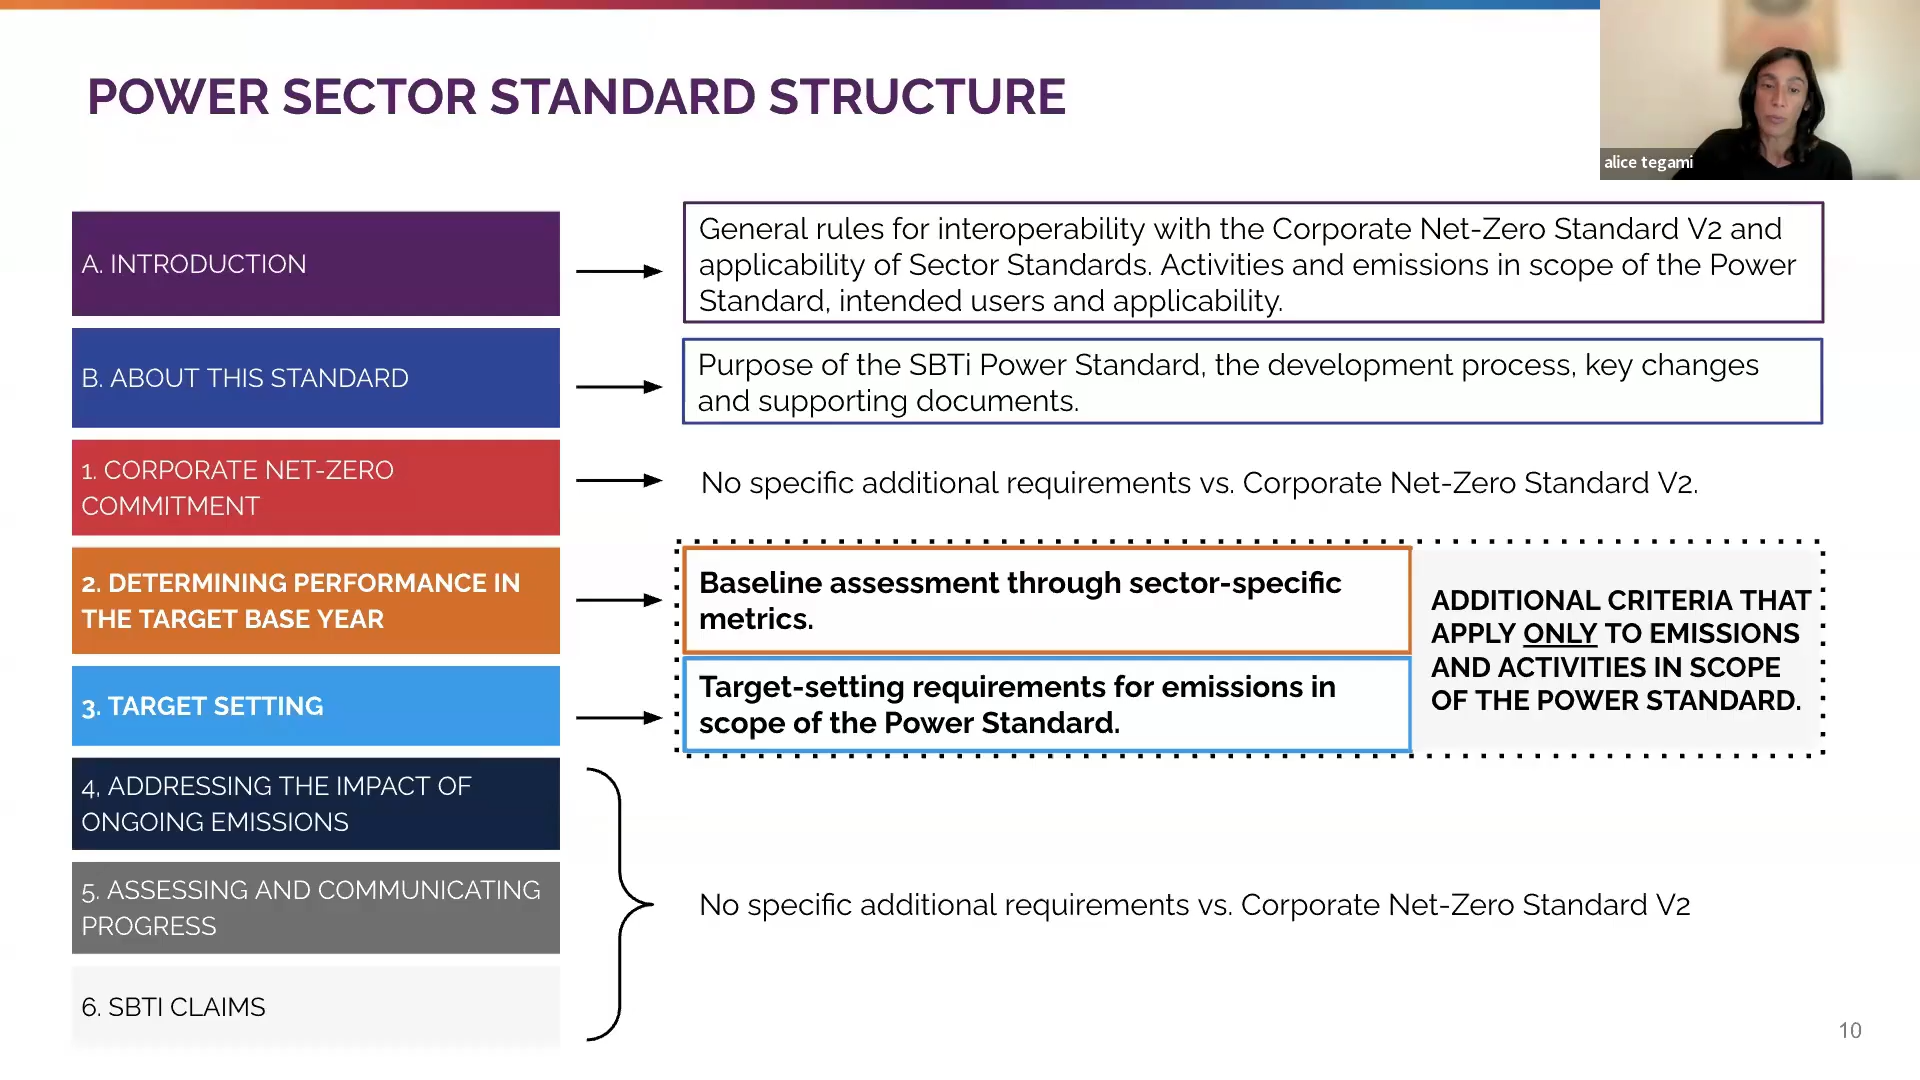 POWER SECTOR STANDARD STRUCTURE
alice tegami
A. INTRODUCTION
General rules for interoperability with the Corporate Net-Zero Standard V2 and
applicability of Sector Standards. Activities and emissions in scope of the Power
Standard, intended users and applicability.
B. ABOUT THIS STANDARD
Purpose of the SBTi Power Standard, the development process, key changes
and supporting documents.
1. CORPORATE NET-ZERO
COMMITMENT
No specific additional requirements vs. Corporate Net-Zero Standard V2.
2. DETERMINING PERFORMANCE IN
THE TARGET BASE YEAR
Baseline assessment through sector-specific
metrics.
3. TARGET SETTING
Target-setting requirements for emissions in
scope of the Power Standard.
ADDITIONAL CRITERIA THAT
APPLY ONLY TO EMISSIONS
AND ACTIVITIES IN SCOPE
OF THE POWER STANDARD.
4, ADDRESSING THE IMPACT OF
ONGOING EMISSIONS
5. ASSESSING AND COMMUNICATING
PROGRESS
6. SBTI CLAIMS
No specific additional requirements vs. Corporate Net-Zero Standard V2
10